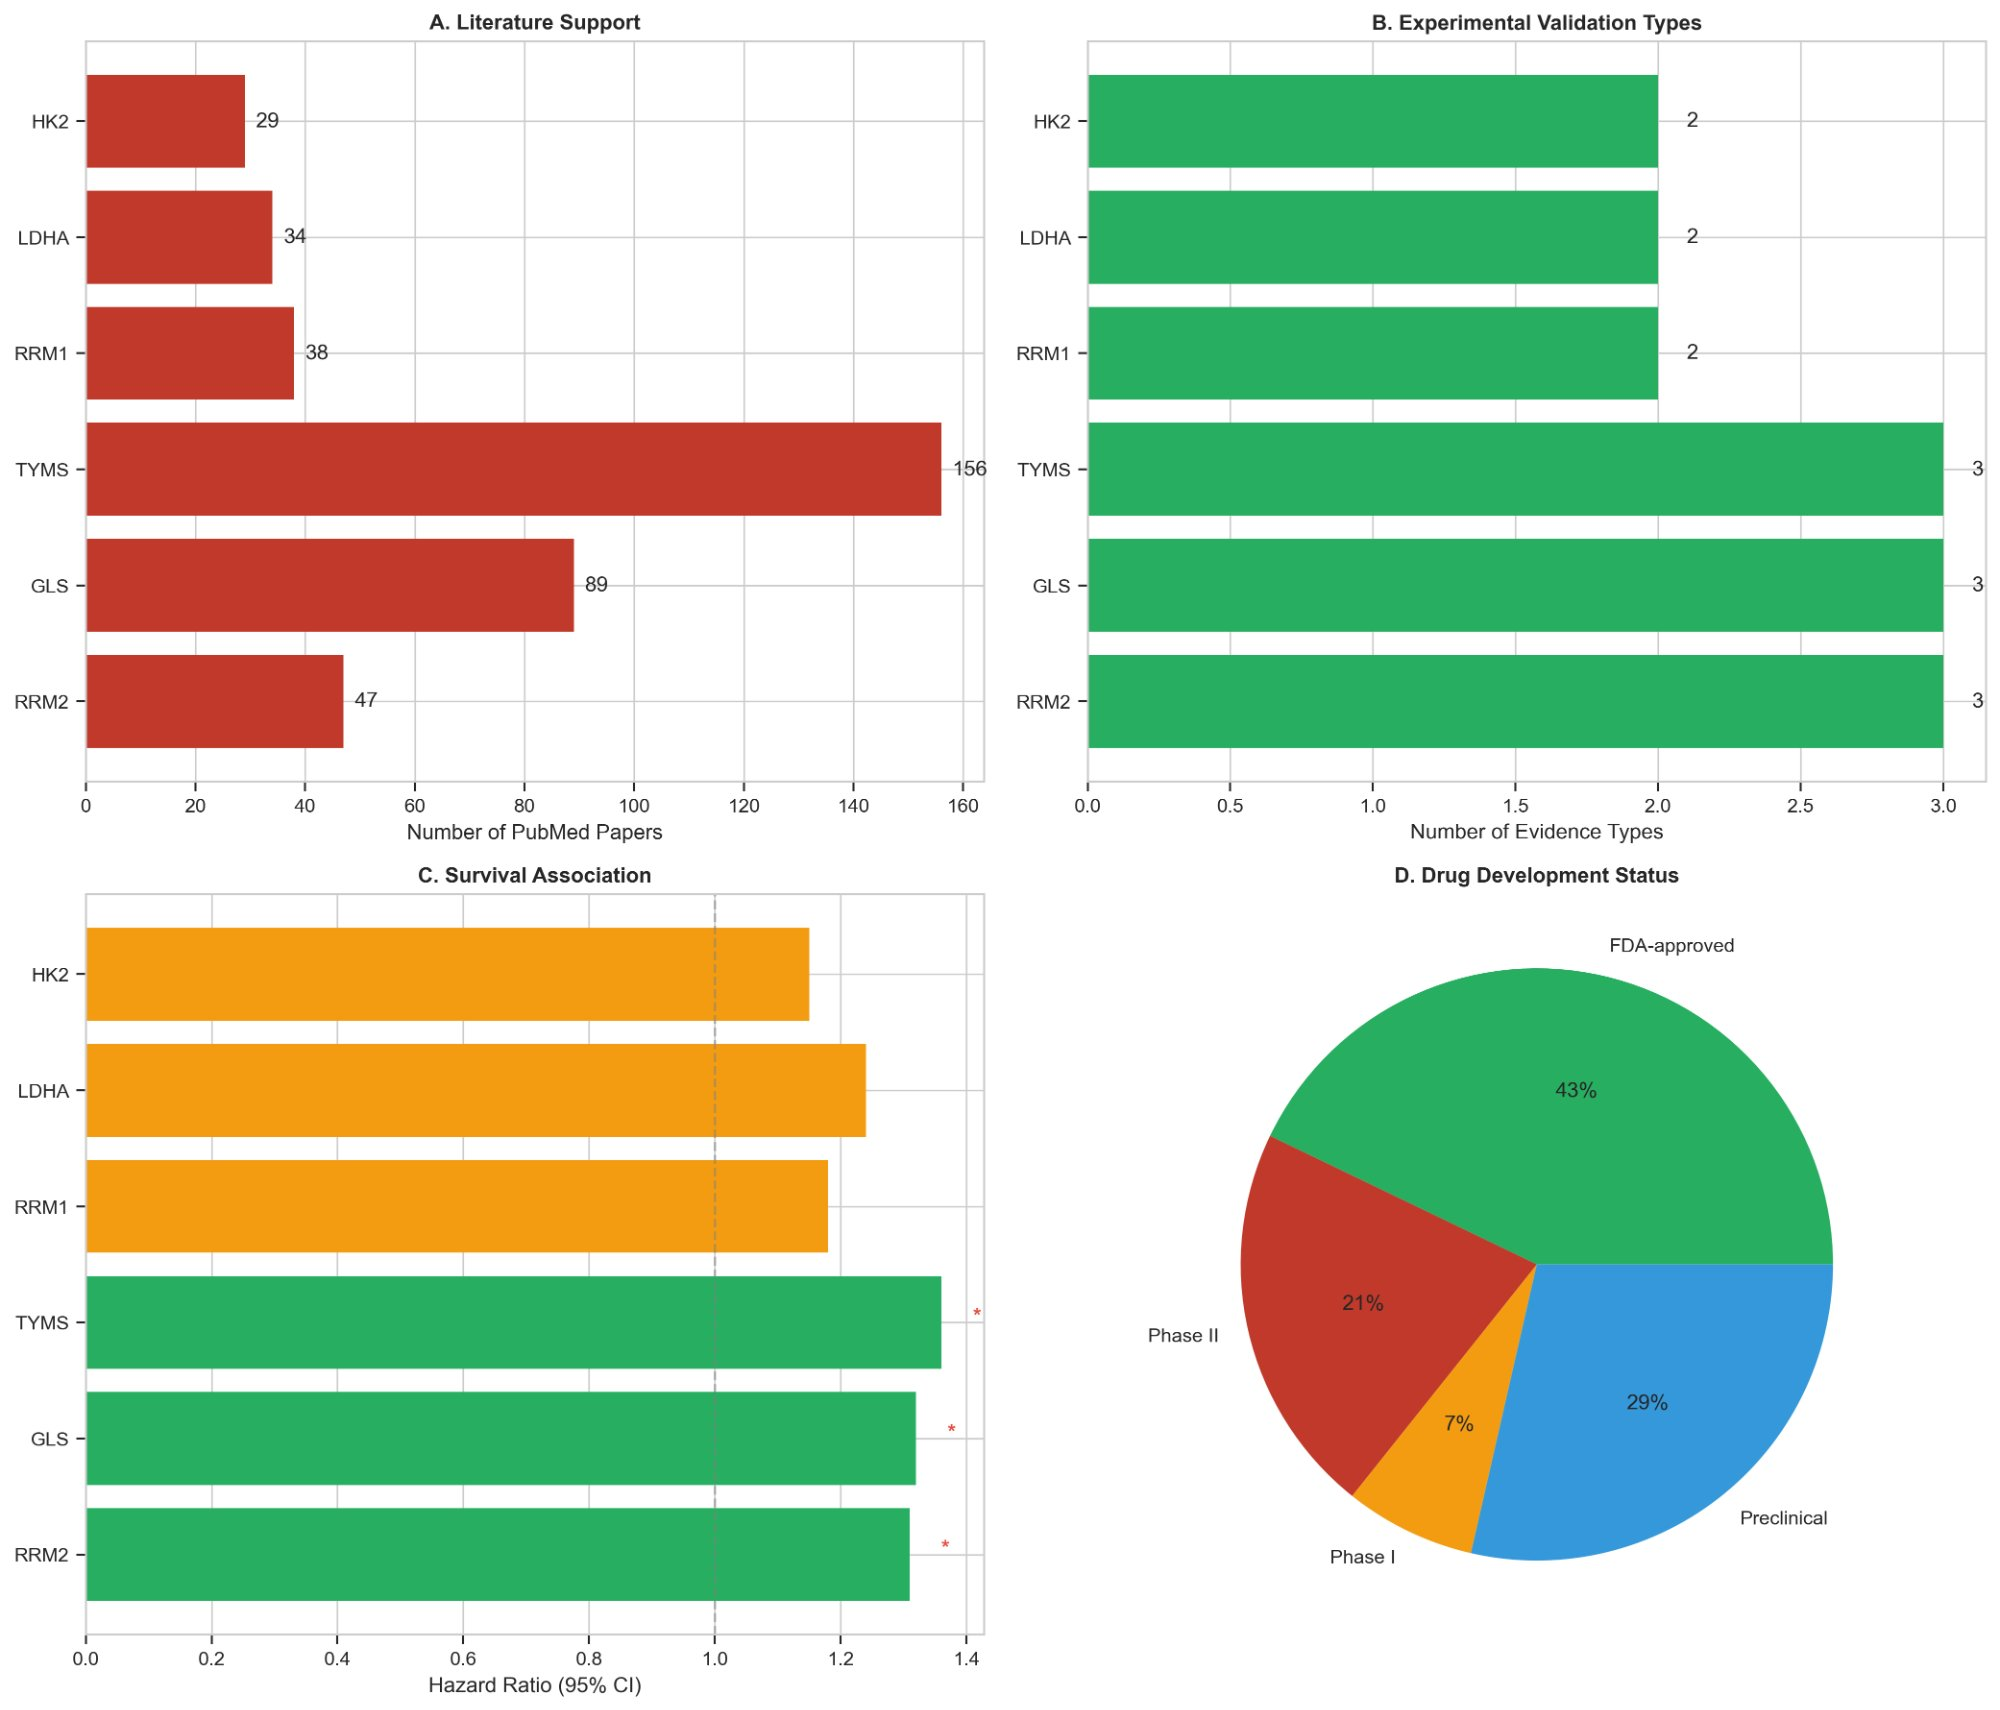 A. Literature Support
HK2
29
LDHA
34
RRM1
38
TYMS
156
GLS
89
RRM2
47
0 20 40 60 80 100 120 140 160
Number of PubMed Papers
B. Experimental Validation Types
HK2
2
LDHA
2
RRM1
2
TYMS
3
GLS
3
RRM2
3
0.0 0.5 1.0 1.5 2.0 2.5 3.0
Number of Evidence Types
C. Survival Association
HK2
LDHA
RRM1
TYMS
*
GLS
*
RRM2
*
0.0 0.2 0.4 0.6 0.8 1.0 1.2 1.4
Hazard Ratio (95% CI)
D. Drug Development Status
FDA-approved
43%
21%
Phase II
29%
7%
Preclinical
Phase I